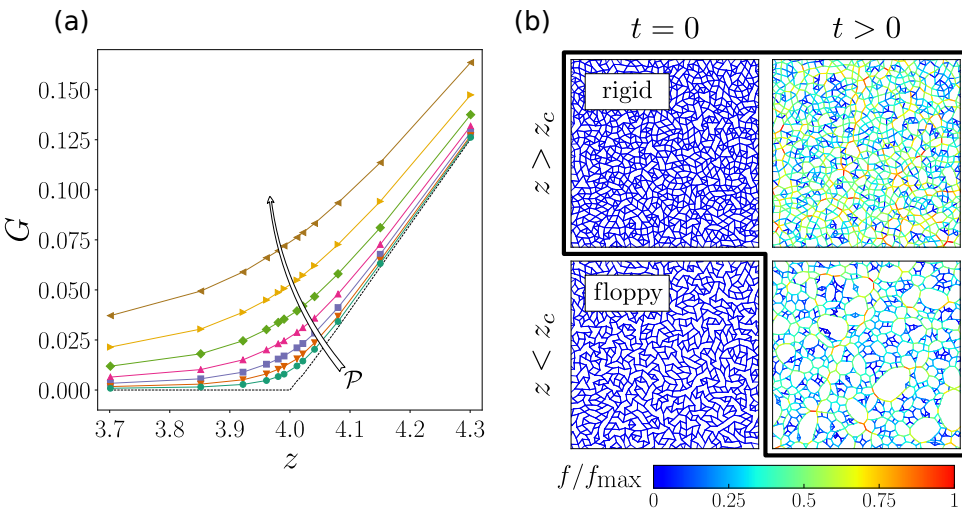 (a)
0.150
0.125
0.100
0.075
0.050
0.025
0.000
G
3.7 3.8 3.9 4.0 4.1 4.2 4.3
z
𝒫
(b)
t = 0 t > 0
z > z_c
rigid
z < z_c
floppy
f/f_max
0 0.25 0.5 0.75 1